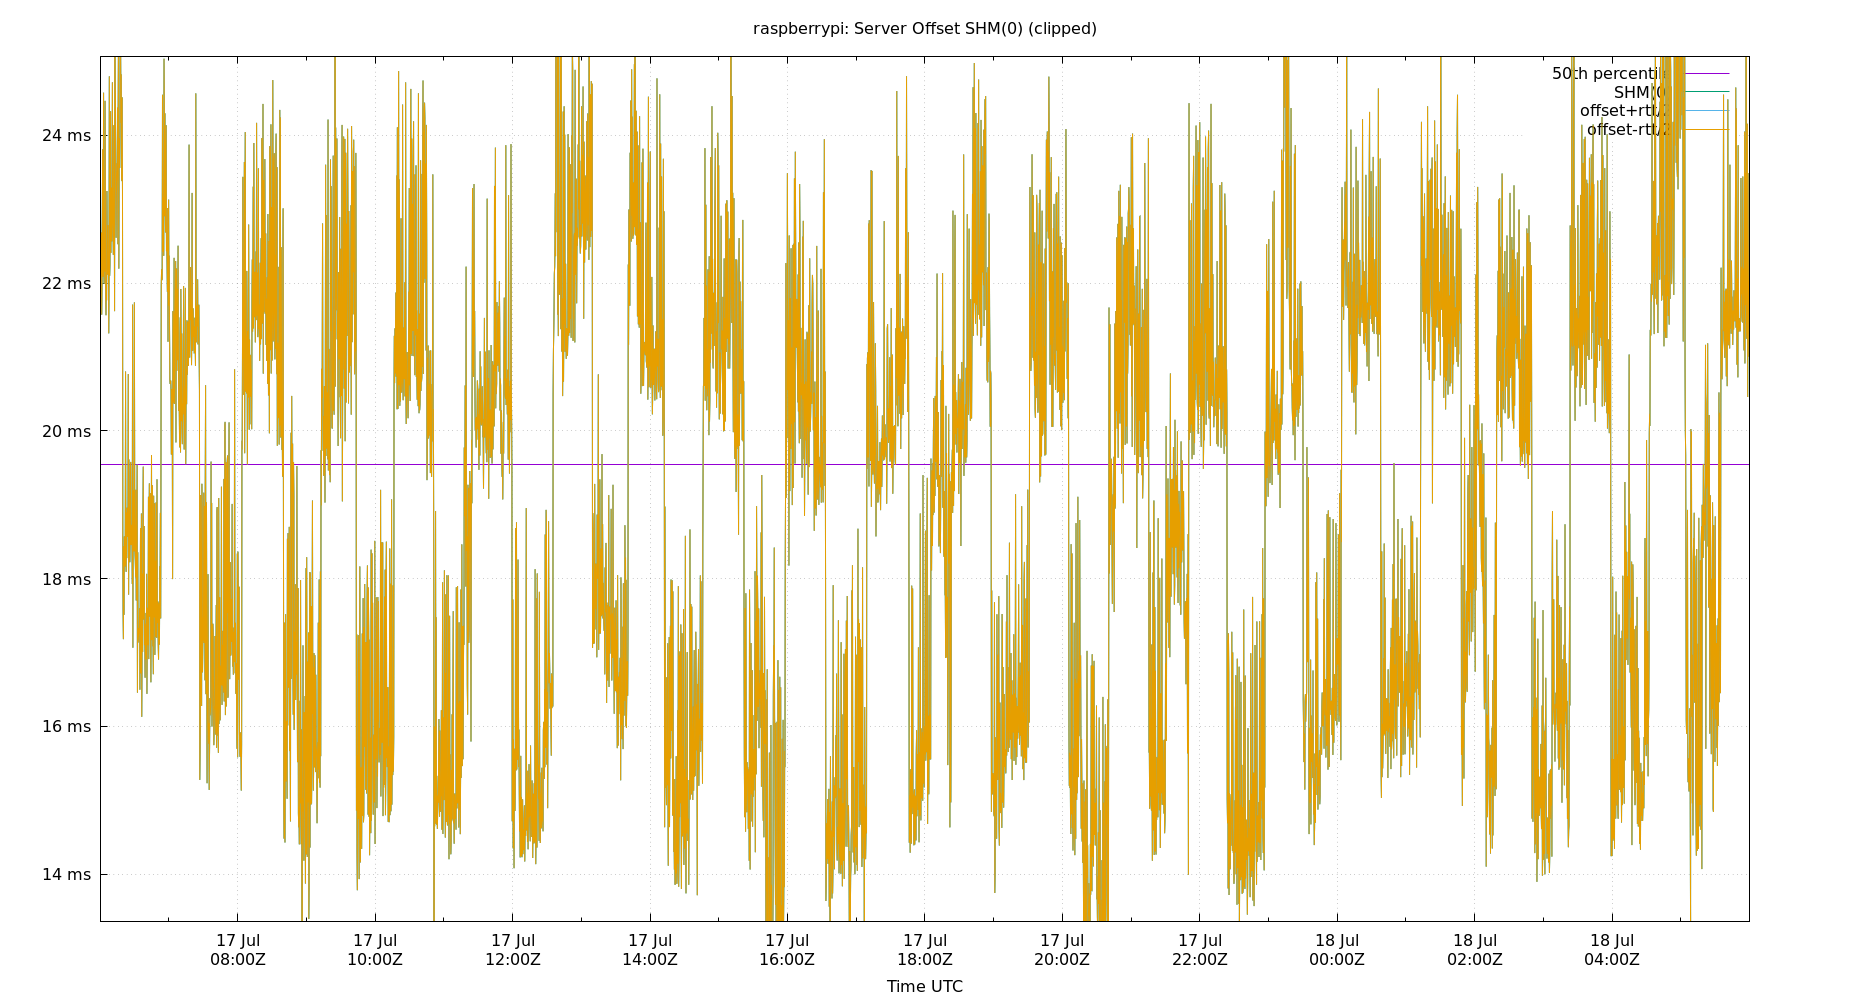 raspberrypi: Server Offset SHM(0) (clipped)
50th percentile
SHM(0)
offset+rtt/2
offset-rtt/2
24 ms
22 ms
20 ms
18 ms
16 ms
14 ms
17 Jul 17 Jul 17 Jul 17 Jul 17 Jul 17 Jul 17 Jul 17 Jul 18 Jul 18 Jul 18 Jul
08:00Z 10:00Z 12:00Z 14:00Z 16:00Z 18:00Z 20:00Z 22:00Z 00:00Z 02:00Z 04:00Z
Time UTC